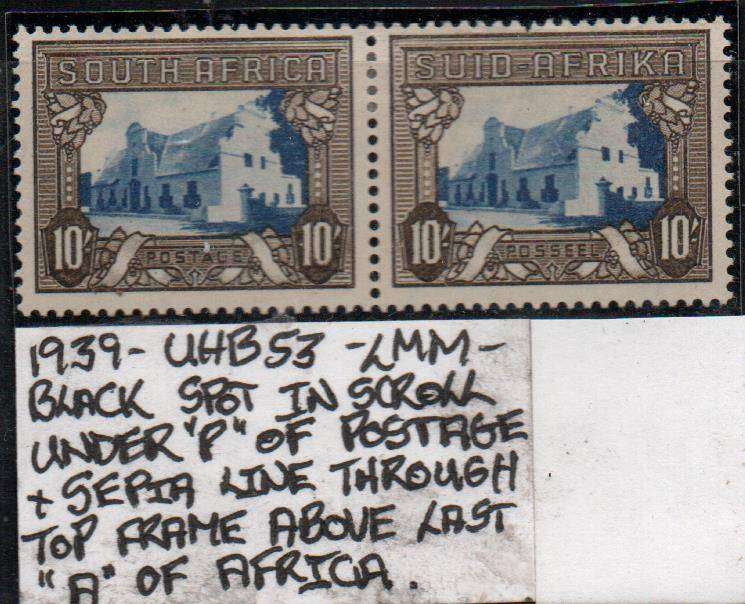 SOUTH AFRICA
10/-
POSTAGE
10/-
SUID-AFRIKA
10/-
POSSEEL
10/-
1939 - UHB53 - LMM -
BLACK SPOT IN SCROLL
UNDER "P" OF POSTAGE
+ SEPIA LINE THROUGH
TOP FRAME ABOVE LAST
"A" OF AFRICA.